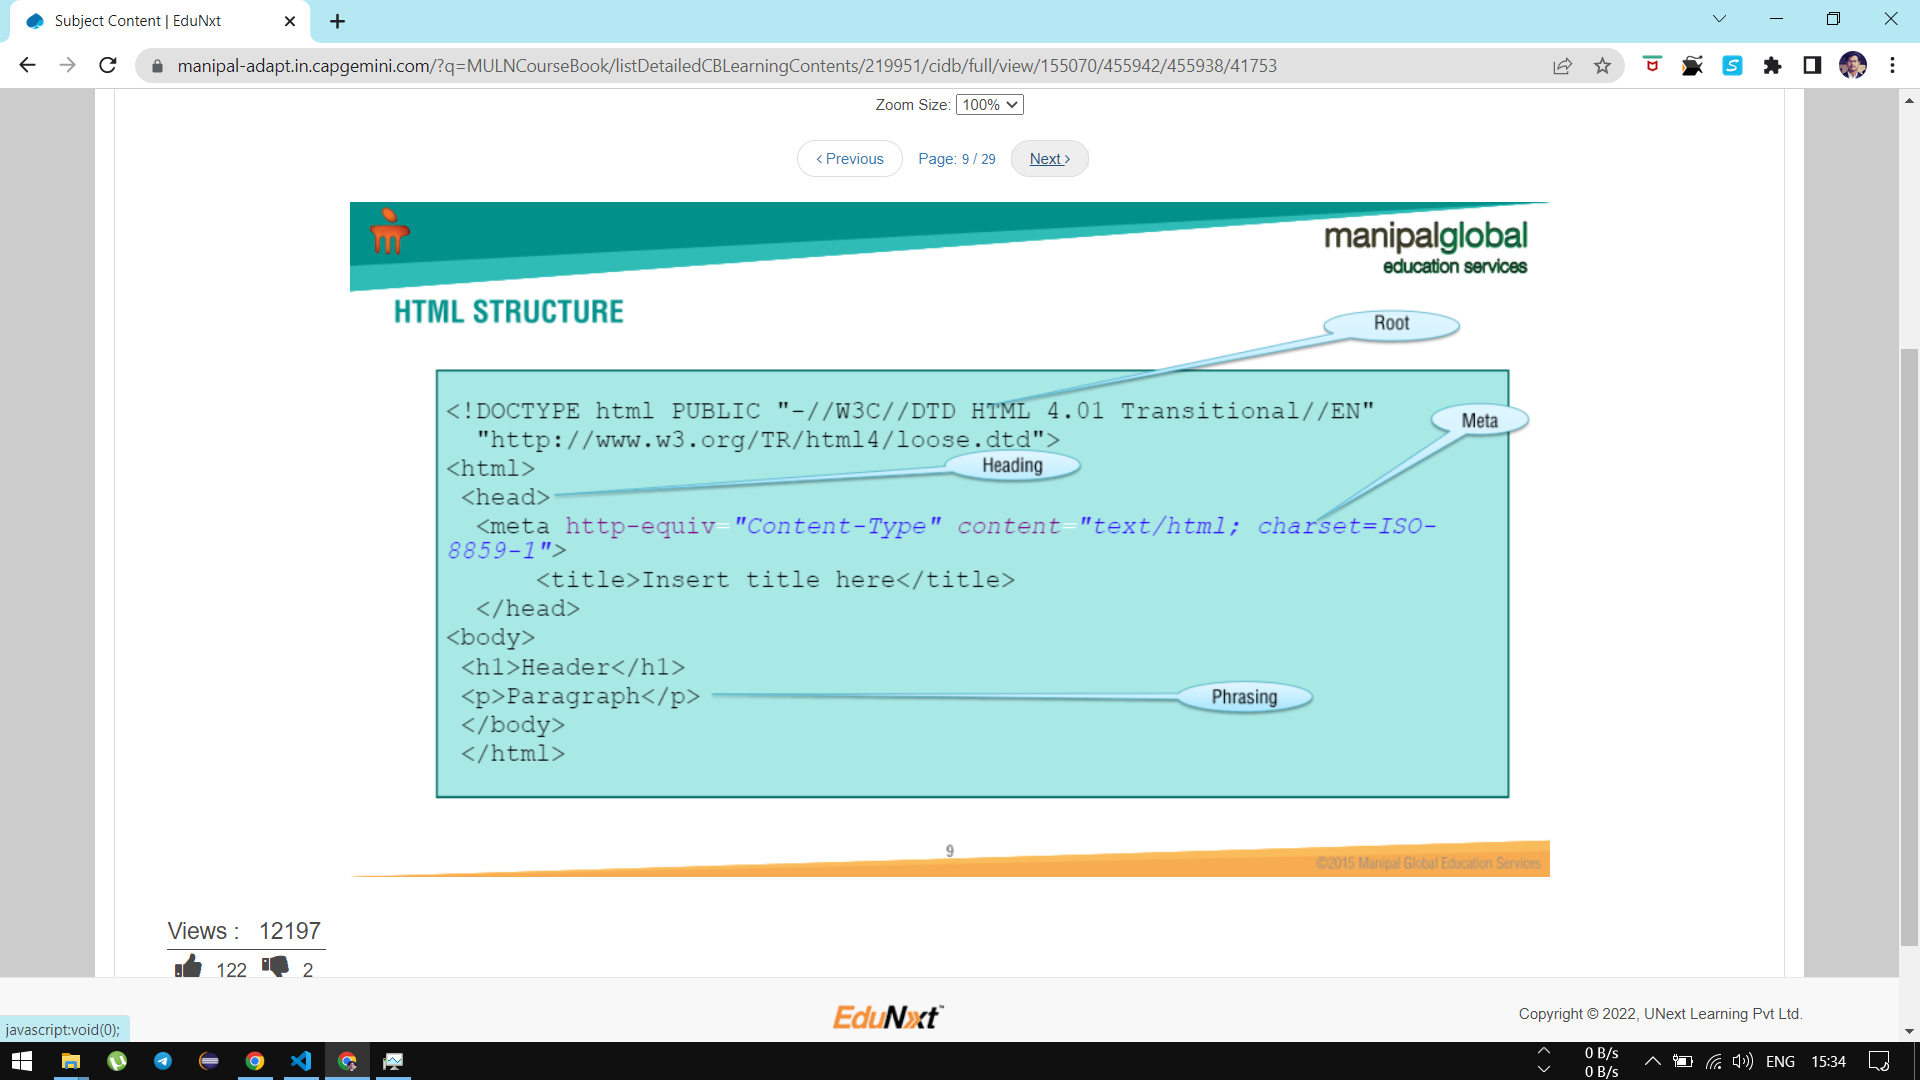 Subject Content | EduNxt
manipal-adapt.in.capgemini.com/?q=MULNCourseBook/listDetailedCBLearningContents/219951/cidb/full/view/155070/455942/455938/41753
Zoom Size: 100%
‹ Previous Page: 9 / 29 Next ›
manipalglobal
education services
HTML STRUCTURE
Root
<!DOCTYPE html PUBLIC "-//W3C//DTD HTML 4.01 Transitional//EN"
Meta
"http://www.w3.org/TR/html4/loose.dtd">
<html>
Heading
<head>
<meta http-equiv="Content-Type" content="text/html; charset=ISO-
8859-1">
<title>Insert title here</title>
</head>
<body>
<h1>Header</h1>
<p>Paragraph</p>
Phrasing
</body>
</html>
9
©2015 Manipal Global Education Services
Views : 12197
122 2
EduNxt™
Copyright © 2022, UNext Learning Pvt Ltd.
javascript:void(0);
0 B/s
0 B/s
ENG 15:34